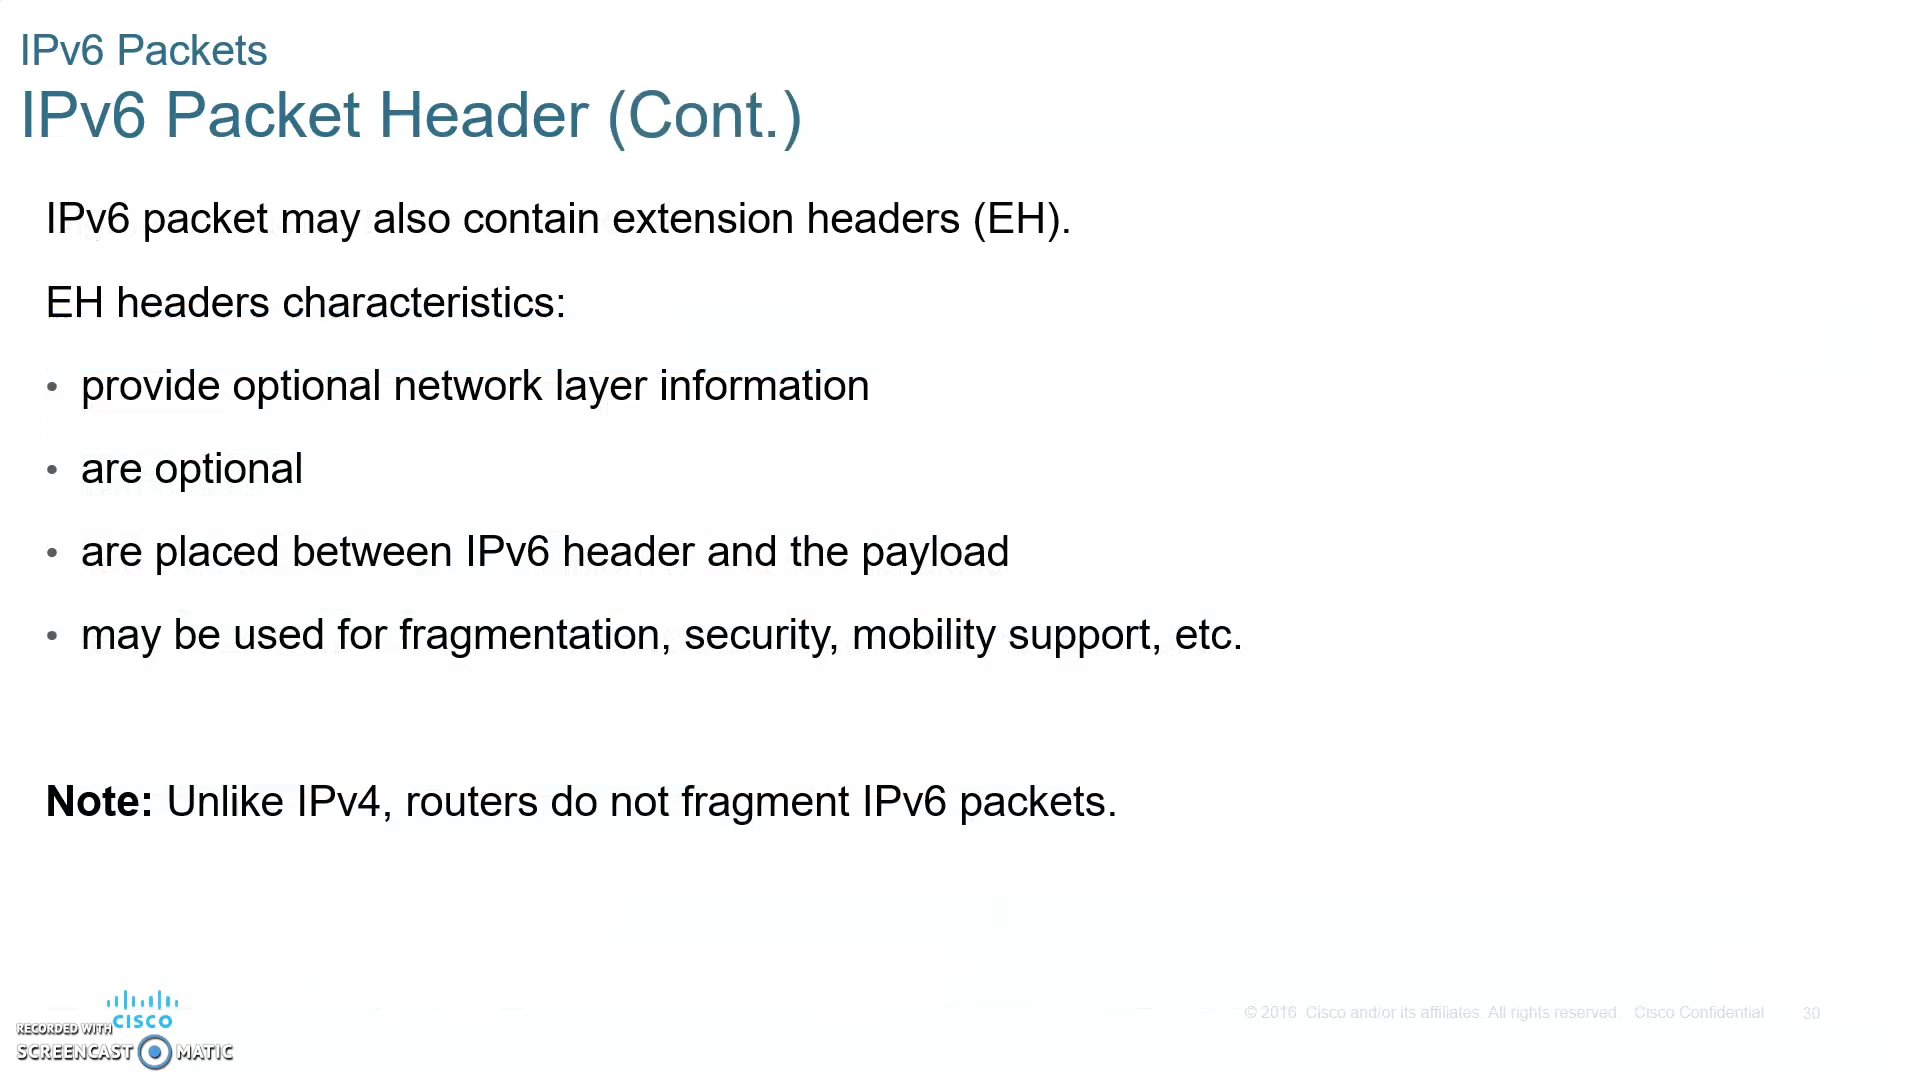 IPv6 Packets
IPv6 Packet Header (Cont.)
IPv6 packet may also contain extension headers (EH).
EH headers characteristics:
• provide optional network layer information
• are optional
• are placed between IPv6 header and the payload
• may be used for fragmentation, security, mobility support, etc.
Note: Unlike IPv4, routers do not fragment IPv6 packets.
CISCO
© 2016 Cisco and/or its affiliates. All rights reserved. Cisco Confidential 30
RECORDED WITH
SCREENCAST MATIC